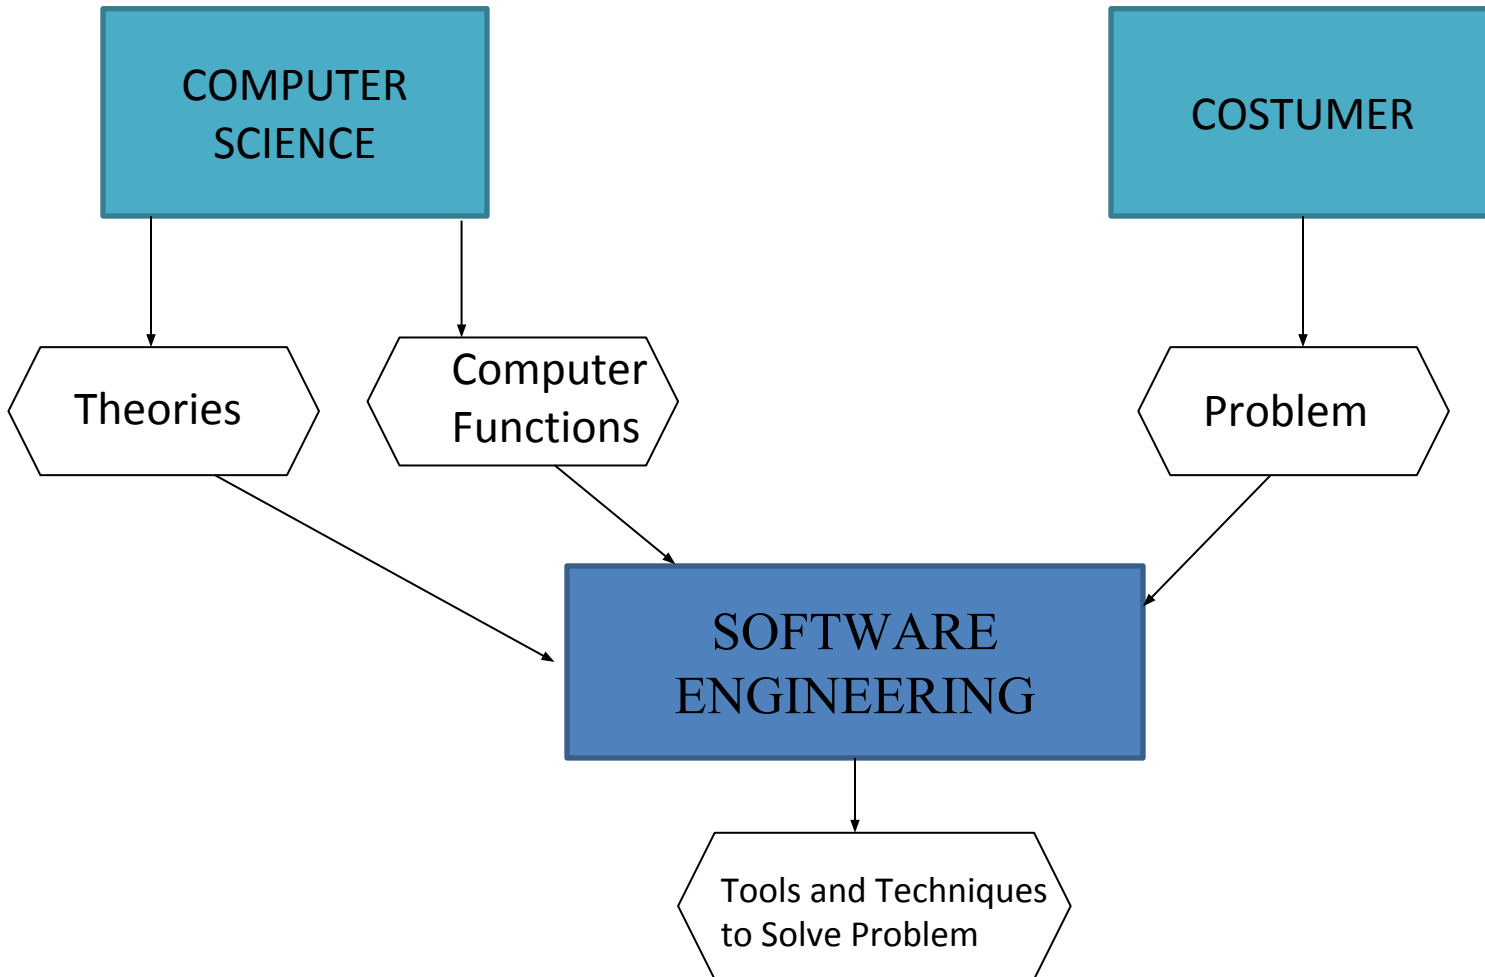 COMPUTER
SCIENCE
COSTUMER
Theories
Computer
Functions
Problem
SOFTWARE
ENGINEERING
Tools and Techniques
to Solve Problem